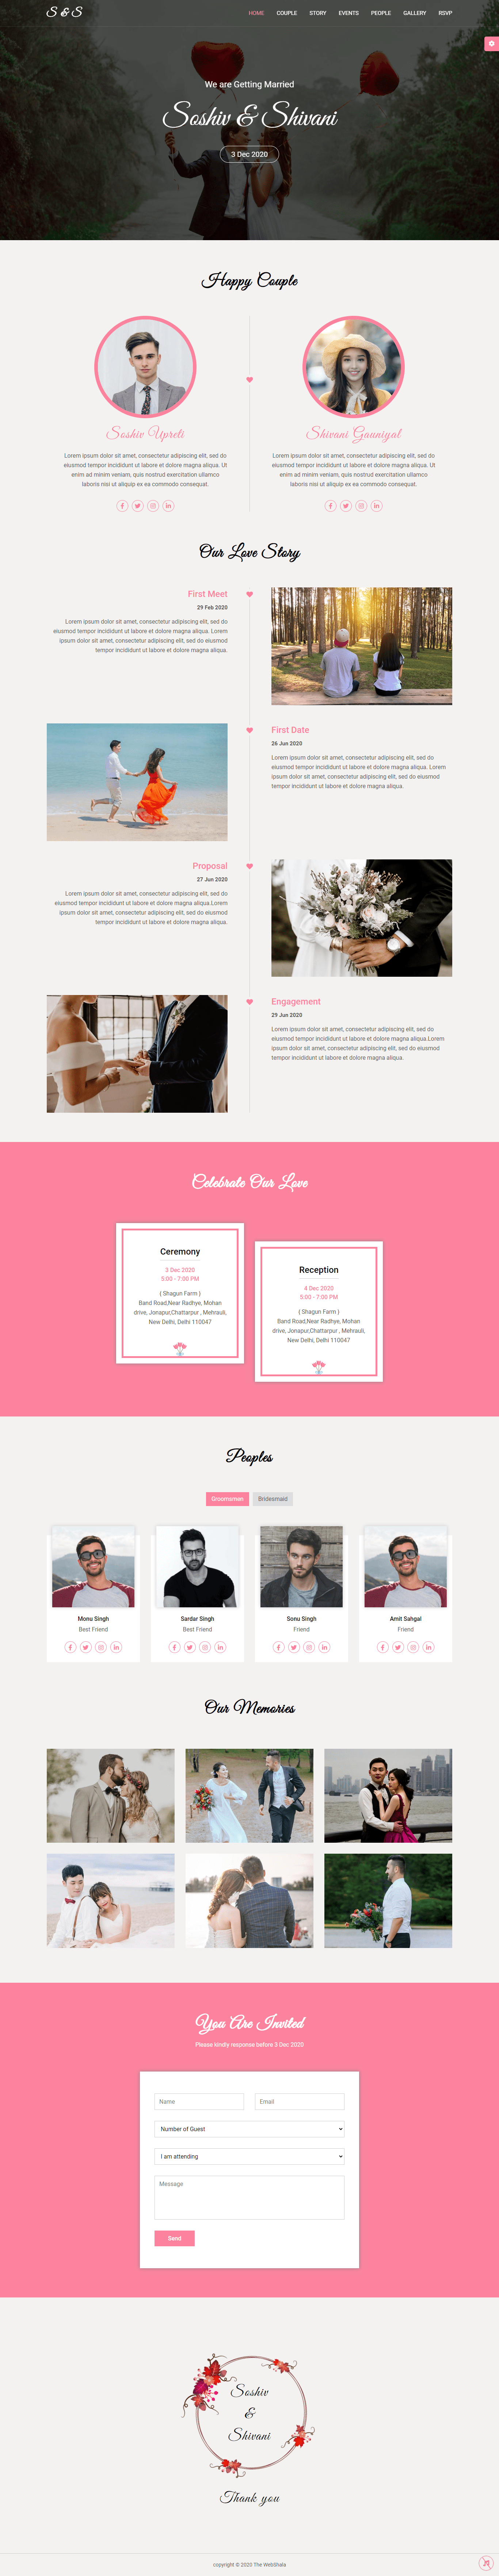 S & S
HOME COUPLE STORY EVENTS PEOPLE GALLERY RSVP
We are Getting Married
Soshiv & Shivani
3 Dec 2020
Happy Couple
Soshiv Upreti
Lorem ipsum dolor sit amet, consectetur adipiscing elit, sed do
eiusmod tempor incididunt ut labore et dolore magna aliqua. Ut
enim ad minim veniam, quis nostrud exercitation ullamco
laboris nisi ut aliquip ex ea commodo consequat.
Shivani Gauniyal
Lorem ipsum dolor sit amet, consectetur adipiscing elit, sed do
eiusmod tempor incididunt ut labore et dolore magna aliqua. Ut
enim ad minim veniam, quis nostrud exercitation ullamco
laboris nisi ut aliquip ex ea commodo consequat.
Our Love Story
First Meet
29 Feb 2020
Lorem ipsum dolor sit amet, consectetur adipiscing elit, sed do
eiusmod tempor incididunt ut labore et dolore magna aliqua. Lorem
ipsum dolor sit amet, consectetur adipiscing elit, sed do eiusmod
tempor incididunt ut labore et dolore magna aliqua.
First Date
26 Jun 2020
Lorem ipsum dolor sit amet, consectetur adipiscing elit, sed do
eiusmod tempor incididunt ut labore et dolore magna aliqua. Lorem
ipsum dolor sit amet, consectetur adipiscing elit, sed do eiusmod
tempor incididunt ut labore et dolore magna aliqua.
Proposal
27 Jun 2020
Lorem ipsum dolor sit amet, consectetur adipiscing elit, sed do
eiusmod tempor incididunt ut labore et dolore magna aliqua.Lorem
ipsum dolor sit amet, consectetur adipiscing elit, sed do eiusmod
tempor incididunt ut labore et dolore magna aliqua.
Engagement
29 Jun 2020
Lorem ipsum dolor sit amet, consectetur adipiscing elit, sed do
eiusmod tempor incididunt ut labore et dolore magna aliqua.Lorem
ipsum dolor sit amet, consectetur adipiscing elit, sed do eiusmod
tempor incididunt ut labore et dolore magna aliqua.
Celebrate Our Love
Ceremony
3 Dec 2020
5:00 - 7:00 PM
( Shagun Farm )
Band Road,Near Radhye, Mohan
drive, Jonapur,Chattarpur , Mehrauli,
New Delhi, Delhi 110047
Reception
4 Dec 2020
5:00 - 7:00 PM
( Shagun Farm )
Band Road,Near Radhye, Mohan
drive, Jonapur,Chattarpur , Mehrauli,
New Delhi, Delhi 110047
Peoples
Groomsmen Bridesmaid
Monu Singh
Best Friend
Sardar Singh
Best Friend
Sonu Singh
Friend
Amit Sahgal
Friend
Our Memories
You Are Invited
Please kindly response before 3 Dec 2020
Name Email
Number of Guest
I am attending
Message
Send
Soshiv
&
Shivani
Thank you
copyright © 2020 The WebShala